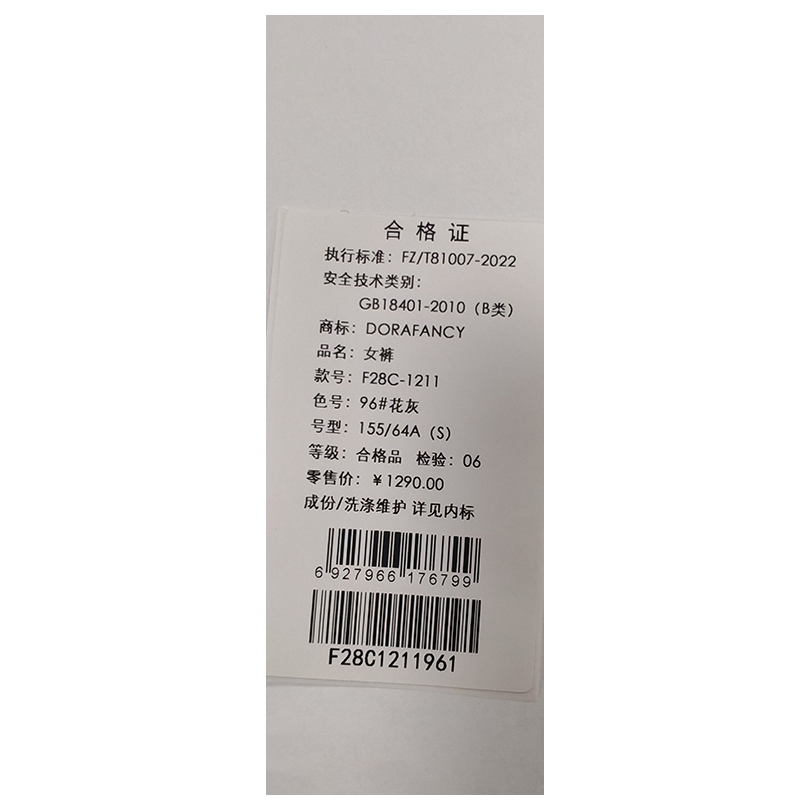 合格证
执行标准：FZ/T81007-2022
安全技术类别：
GB18401-2010（B类）
商标：DORAFANCY
品名：女裤
款号：F28C-1211
色号：96#花灰
号型：155/64A（S）
等级：合格品 检验：06
零售价：￥1290.00
成份/洗涤维护 详见内标
6 927966 176799
F28C1211961